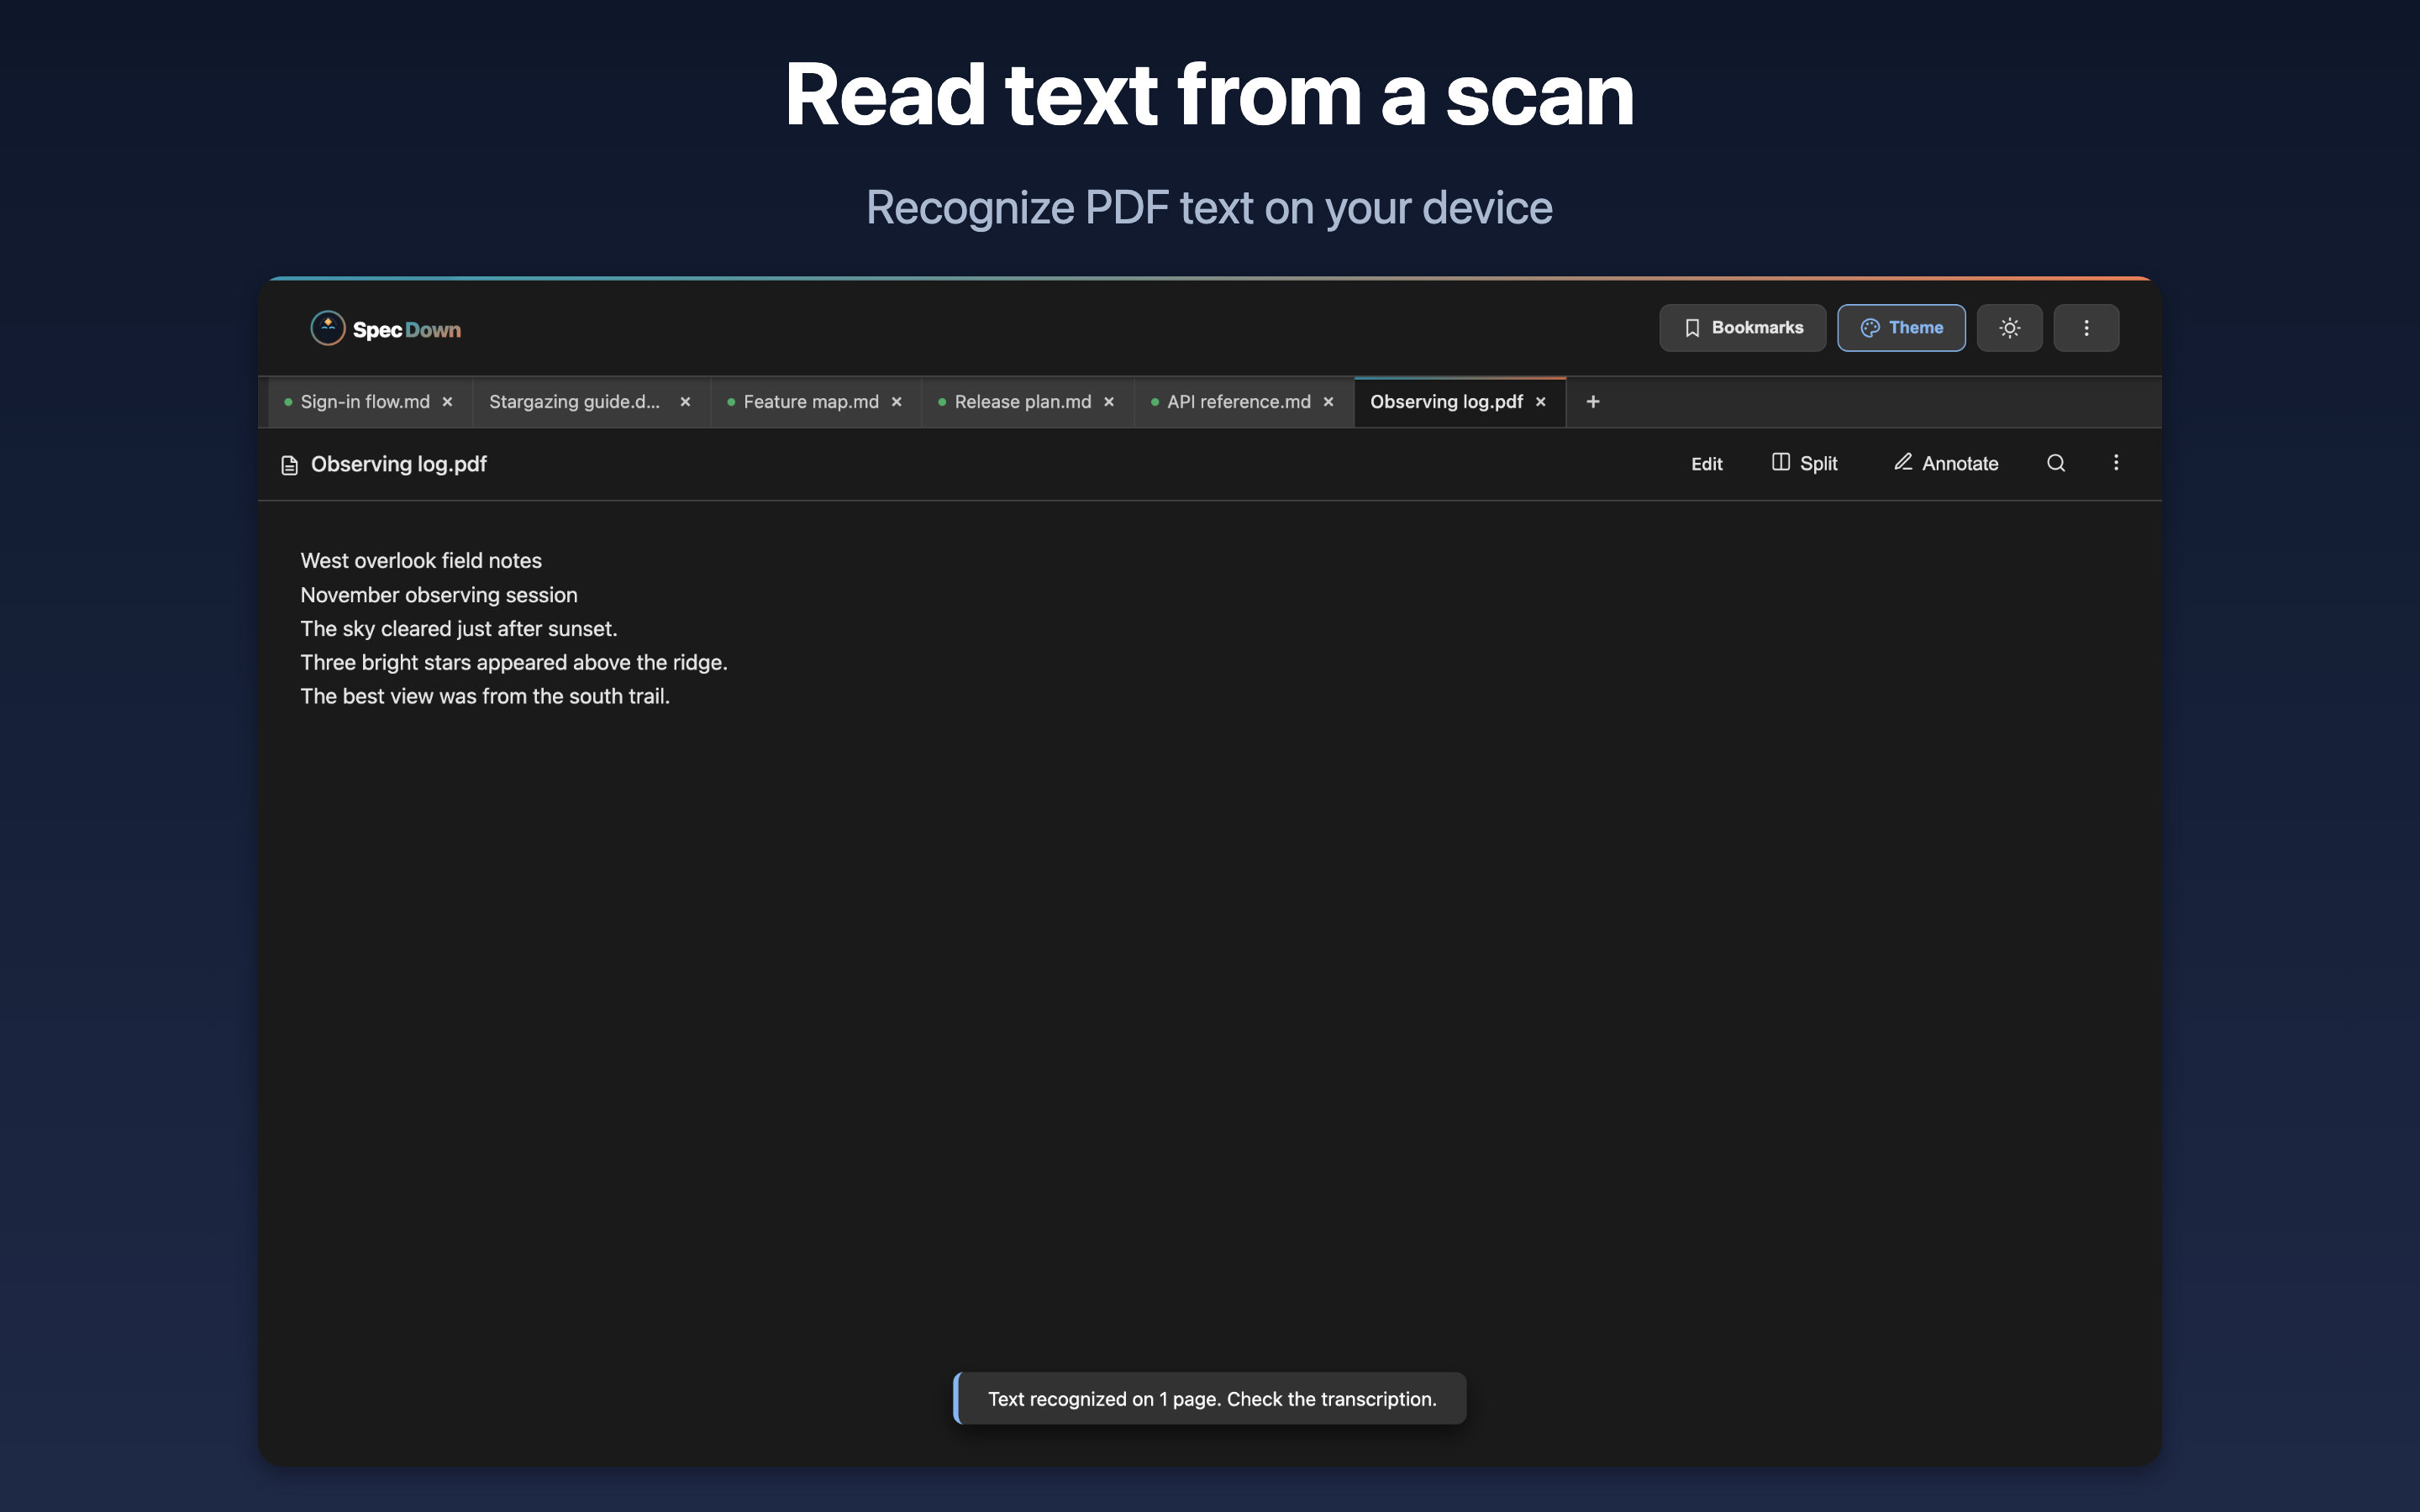 Read text from a scan
Recognize PDF text on your device
SpecDown
Bookmarks
Theme
Sign-in flow.md
Stargazing guide.d...
Feature map.md
Release plan.md
API reference.md
Observing log.pdf
Observing log.pdf
Edit
Split
Annotate
West overlook field notes
November observing session
The sky cleared just after sunset.
Three bright stars appeared above the ridge.
The best view was from the south trail.
Text recognized on 1 page. Check the transcription.